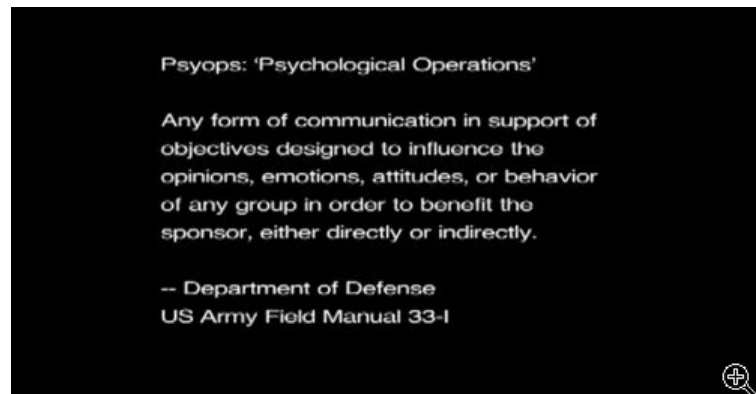 Psyops: ‘Psychological Operations’
Any form of communication in support of
objectives designed to influence the
opinions, emotions, attitudes, or behavior
of any group in order to benefit the
sponsor, either directly or indirectly.
-- Department of Defense
US Army Field Manual 33-I